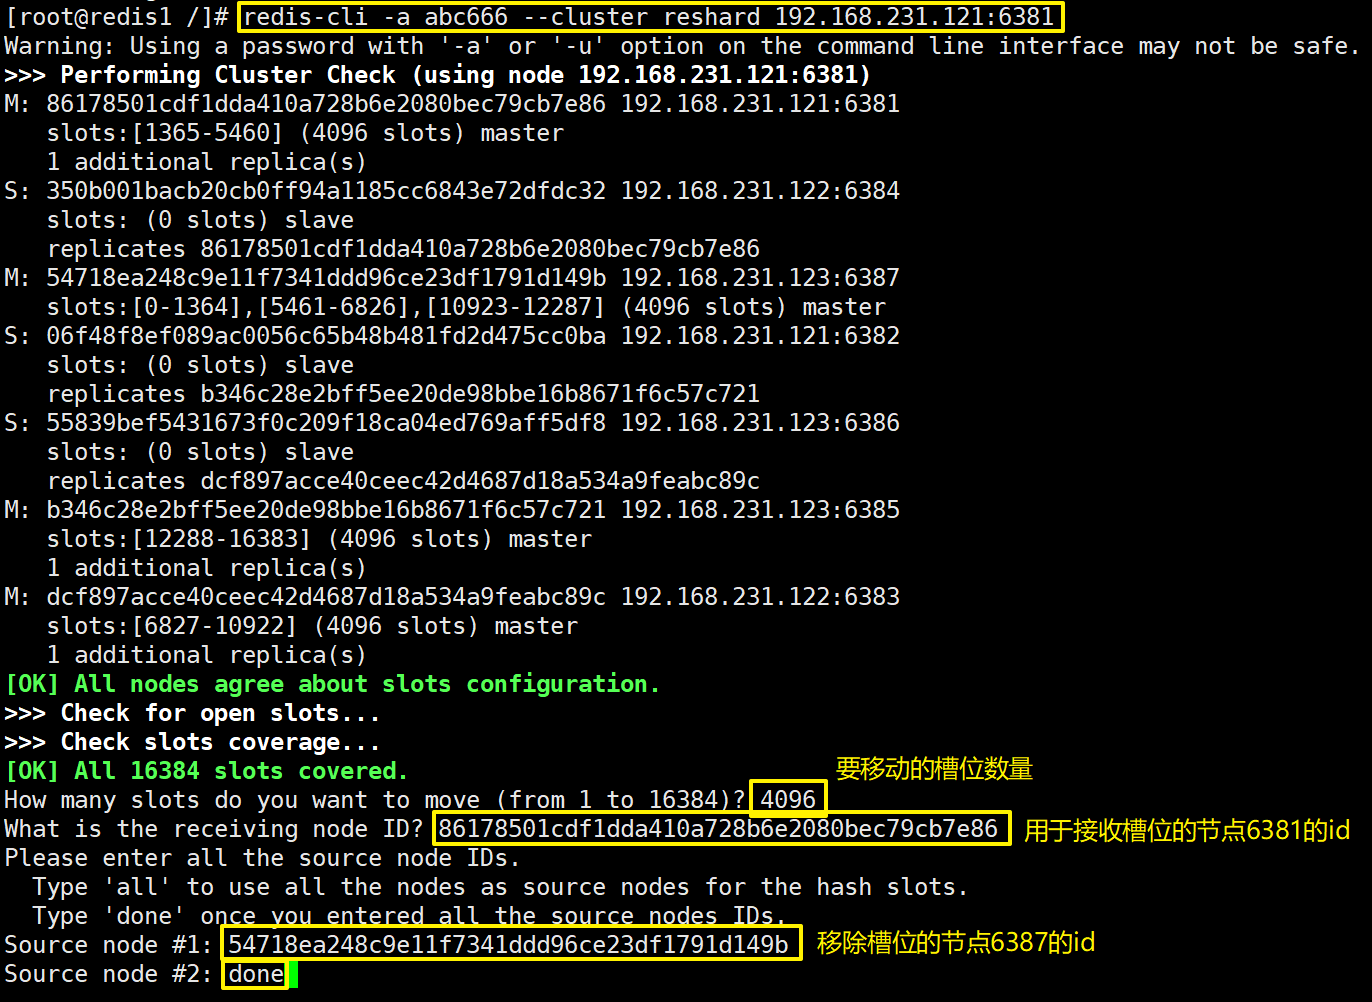 [root@redis1 /]# redis-cli -a abc666 --cluster reshard 192.168.231.121:6381
Warning: Using a password with '-a' or '-u' option on the command line interface may not be safe.
>>> Performing Cluster Check (using node 192.168.231.121:6381)
M: 86178501cdf1dda410a728b6e2080bec79cb7e86 192.168.231.121:6381
   slots:[1365-5460] (4096 slots) master
   1 additional replica(s)
S: 350b001bacb20cb0ff94a1185cc6843e72dfdc32 192.168.231.122:6384
   slots: (0 slots) slave
   replicates 86178501cdf1dda410a728b6e2080bec79cb7e86
M: 54718ea248c9e11f7341ddd96ce23df1791d149b 192.168.231.123:6387
   slots:[0-1364],[5461-6826],[10923-12287] (4096 slots) master
S: 06f48f8ef089ac0056c65b48b481fd2d475cc0ba 192.168.231.121:6382
   slots: (0 slots) slave
   replicates b346c28e2bff5ee20de98bbe16b8671f6c57c721
S: 55839bef5431673f0c209f18ca04ed769aff5df8 192.168.231.123:6386
   slots: (0 slots) slave
   replicates dcf897acce40ceec42d4687d18a534a9feabc89c
M: b346c28e2bff5ee20de98bbe16b8671f6c57c721 192.168.231.123:6385
   slots:[12288-16383] (4096 slots) master
   1 additional replica(s)
M: dcf897acce40ceec42d4687d18a534a9feabc89c 192.168.231.122:6383
   slots:[6827-10922] (4096 slots) master
   1 additional replica(s)
[OK] All nodes agree about slots configuration.
>>> Check for open slots...
>>> Check slots coverage...
[OK] All 16384 slots covered.
要移动的槽位数量
How many slots do you want to move (from 1 to 16384)? 4096
What is the receiving node ID? 86178501cdf1dda410a728b6e2080bec79cb7e86 用于接收槽位的节点6381的id
Please enter all the source node IDs.
  Type 'all' to use all the nodes as source nodes for the hash slots.
  Type 'done' once you entered all the source nodes IDs.
Source node #1: 54718ea248c9e11f7341ddd96ce23df1791d149b 移除槽位的节点6387的id
Source node #2: done